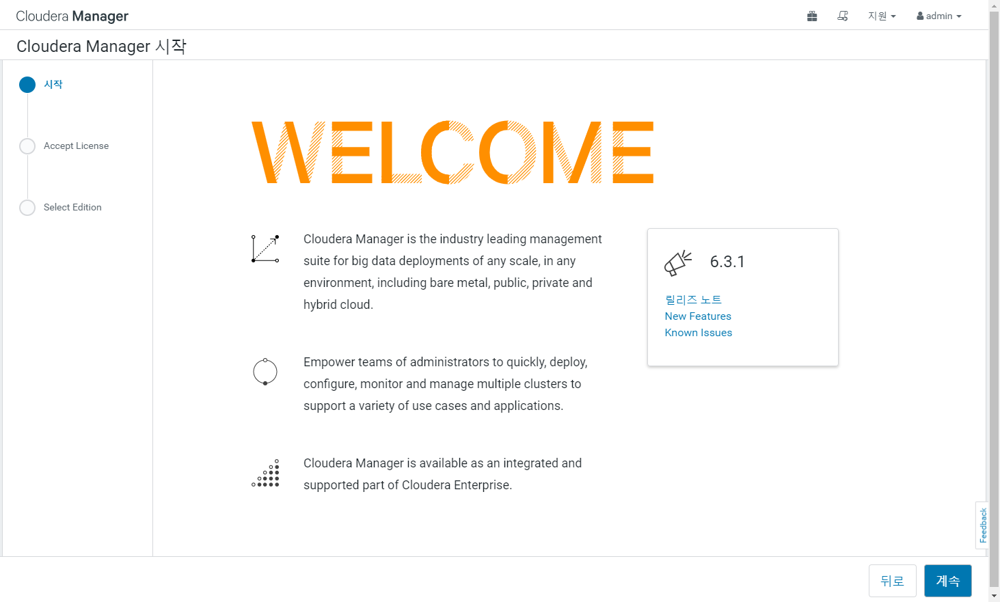 Cloudera Manager
지원
admin
Cloudera Manager 시작
시작
Accept License
Select Edition
WELCOME
Cloudera Manager is the industry leading management
suite for big data deployments of any scale, in any
environment, including bare metal, public, private and
hybrid cloud.
Empower teams of administrators to quickly, deploy,
configure, monitor and manage multiple clusters to
support a variety of use cases and applications.
Cloudera Manager is available as an integrated and
supported part of Cloudera Enterprise.
6.3.1
릴리즈 노트
New Features
Known Issues
Feedback
뒤로
계속